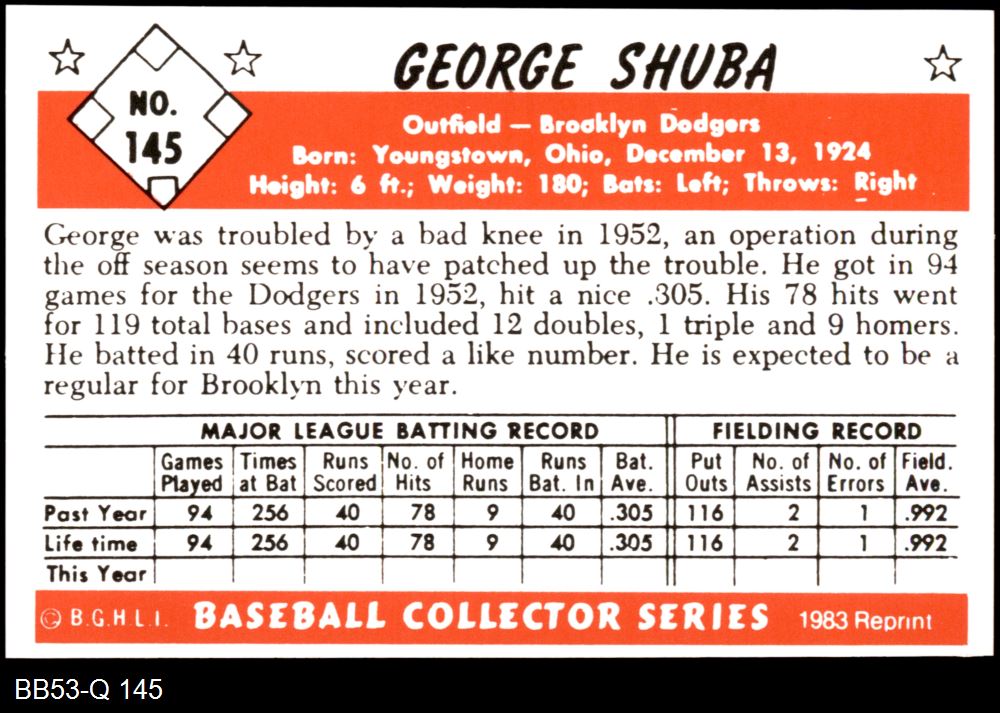 GEORGE SHUBA
NO.
145
Outfield — Brooklyn Dodgers
Born: Youngstown, Ohio, December 13, 1924
Height: 6 ft.; Weight: 180; Bats: Left; Throws: Right
George was troubled by a bad knee in 1952, an operation during
the off season seems to have patched up the trouble. He got in 94
games for the Dodgers in 1952, hit a nice .305. His 78 hits went
for 119 total bases and included 12 doubles, 1 triple and 9 homers.
He batted in 40 runs, scored a like number. He is expected to be a
regular for Brooklyn this year.
MAJOR LEAGUE BATTING RECORD FIELDING RECORD
Games Times Runs No. of Home Runs Bat. Put No. of No. of Field.
Played at Bat Scored Hits Runs Bat. In Ave. Outs Assists Errors Ave.
Past Year 94 256 40 78 9 40 .305 116 2 1 .992
Life time 94 256 40 78 9 40 .305 116 2 1 .992
This Year
© B.G.H.L.I. BASEBALL COLLECTOR SERIES 1983 Reprint
BB53-Q 145